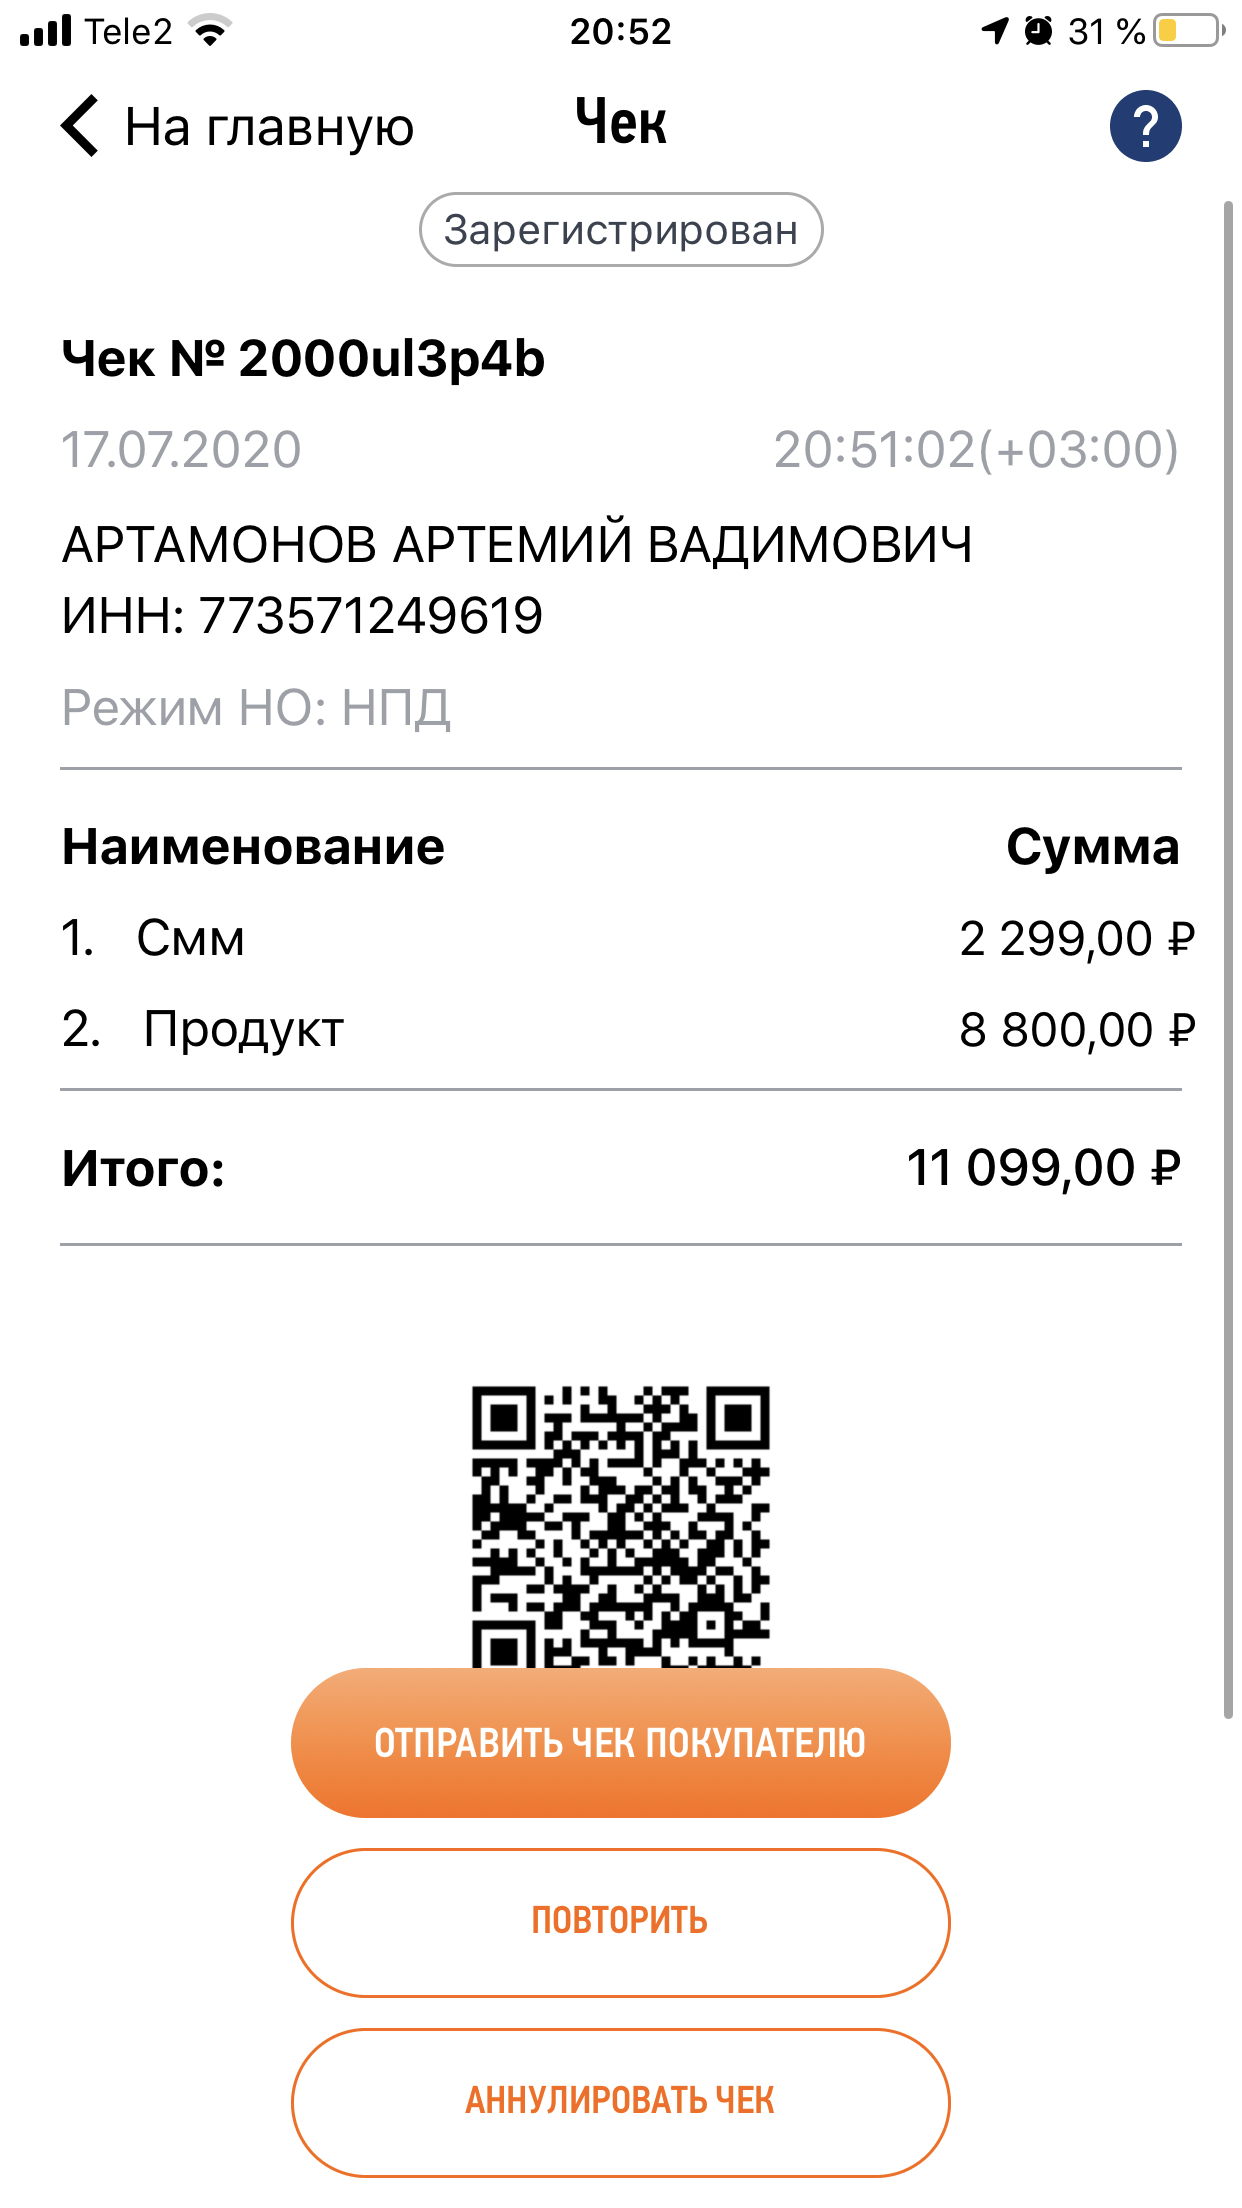 Tele2 20:52 31 %
На главную Чек ?
Зарегистрирован
Чек № 2000ul3p4b
17.07.2020 20:51:02(+03:00)
АРТАМОНОВ АРТЕМИЙ ВАДИМОВИЧ
ИНН: 773571249619
Режим НО: НПД
Наименование Сумма
1. Смм 2 299,00 ₽
2. Продукт 8 800,00 ₽
Итого: 11 099,00 ₽
ОТПРАВИТЬ ЧЕК ПОКУПАТЕЛЮ
ПОВТОРИТЬ
АННУЛИРОВАТЬ ЧЕК